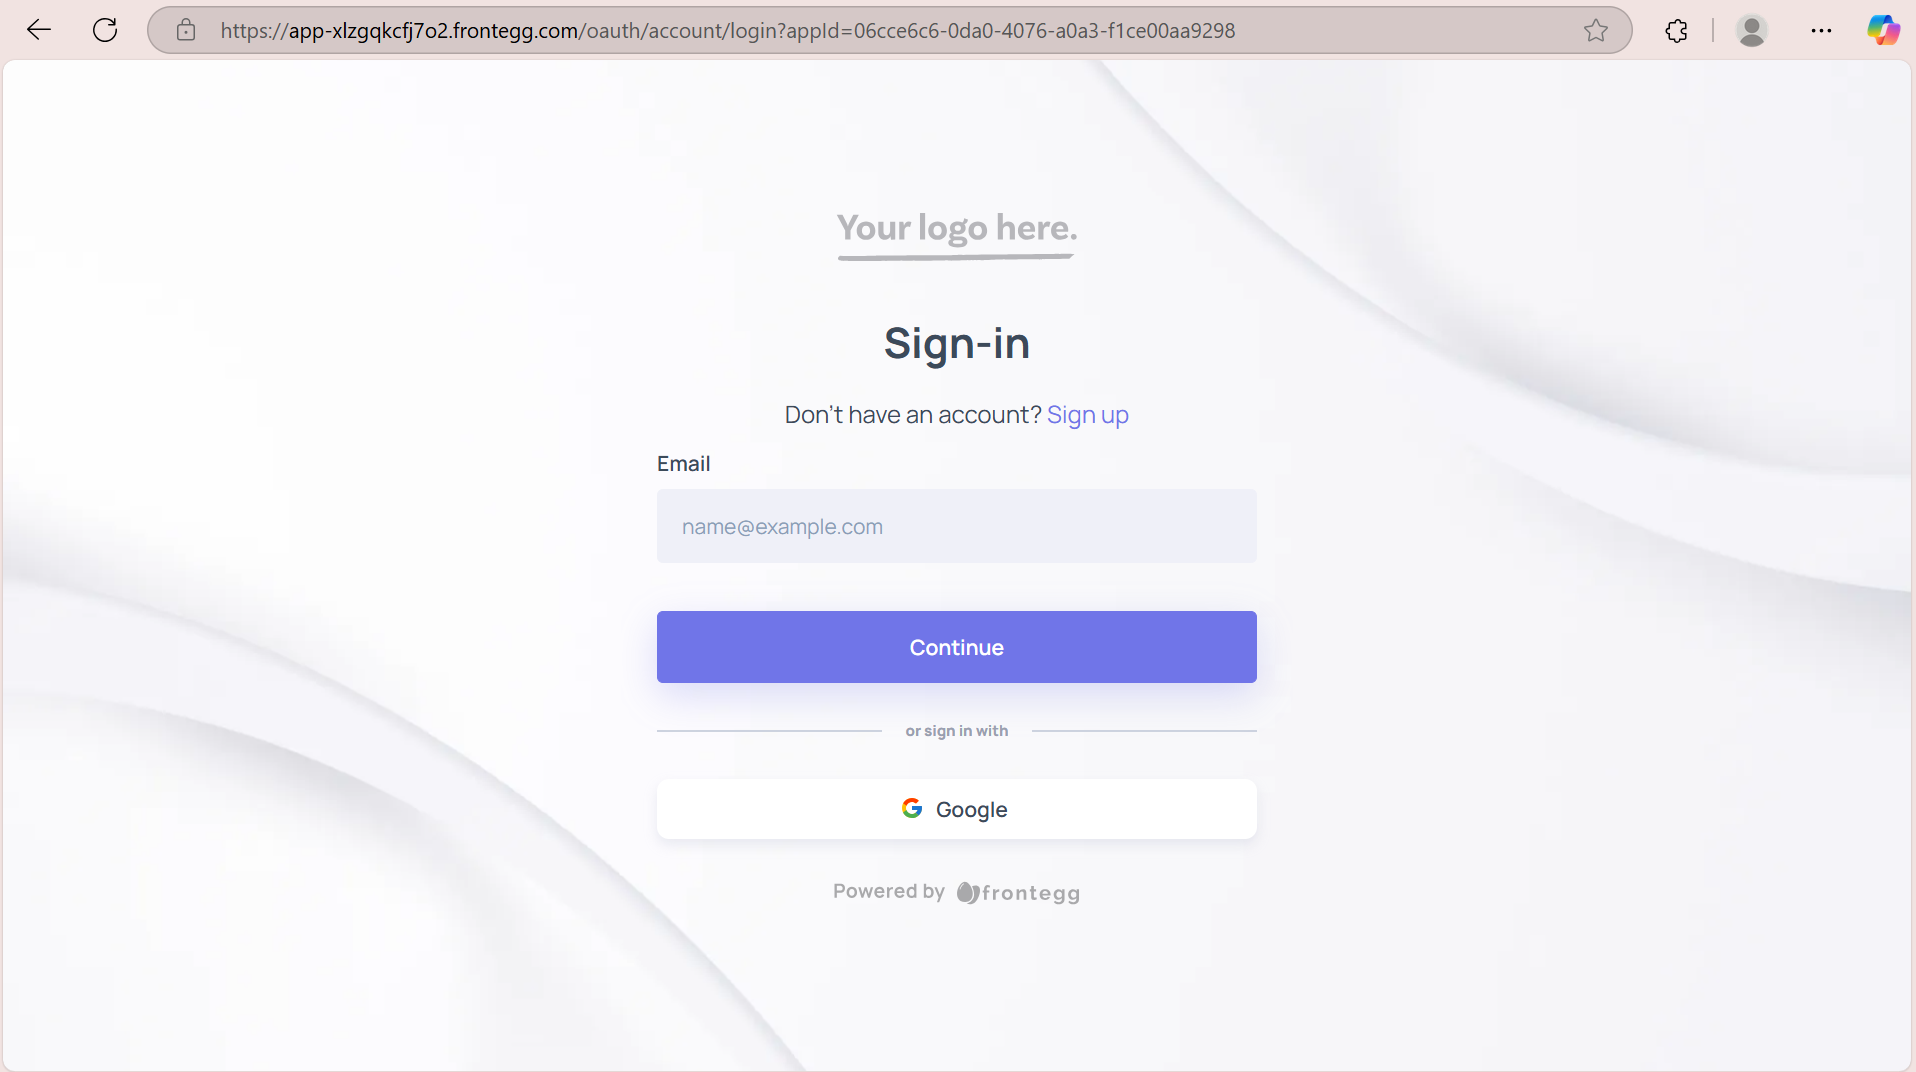 https://app-xlzgqkcfj7o2.frontegg.com/oauth/account/login?appId=06cce6c6-0da0-4076-a0a3-f1ce00aa9298
Your logo here.
Sign-in
Don't have an account? Sign up
Email
name@example.com
Continue
or sign in with
Google
Powered by frontegg